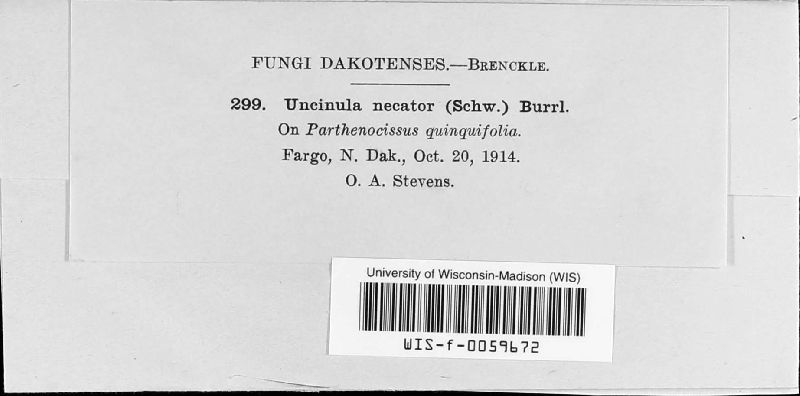 FUNGI DAKOTENSES.—BRENCKLE.
299. Uncinula necator (Schw.) Burrl.
On Parthenocissus quinquifolia.
Fargo, N. Dak., Oct. 20, 1914.
O. A. Stevens.
University of Wisconsin-Madison (WIS)
WIS-f-0059672